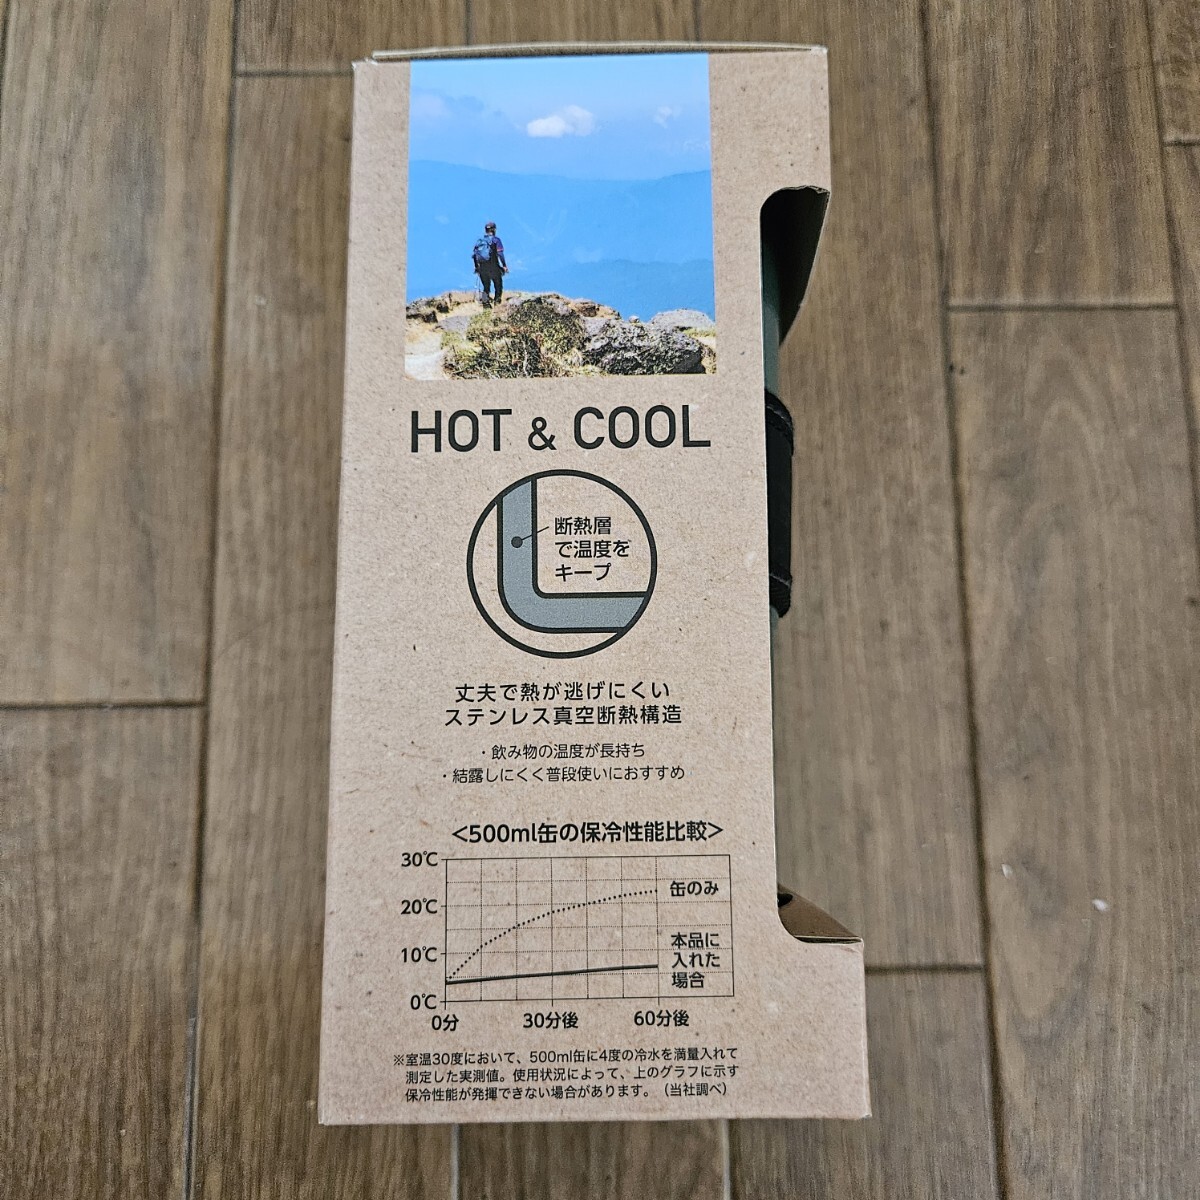 HOT & COOL
断熱層
で温度を
キープ
丈夫で熱が逃げにくい
ステンレス真空断熱構造
・飲み物の温度が長持ち
・結露しにくく普段使いにおすすめ
<500ml缶の保冷性能比較>
30℃
20℃
10℃
0℃
缶のみ
本品に
入れた
場合
0分
30分後
60分後
※室温30度において、500ml缶に4度の冷水を満量入れて
測定した実測値。使用状況によって、上のグラフに示す
保冷性能が発揮できない場合があります。（当社調べ）